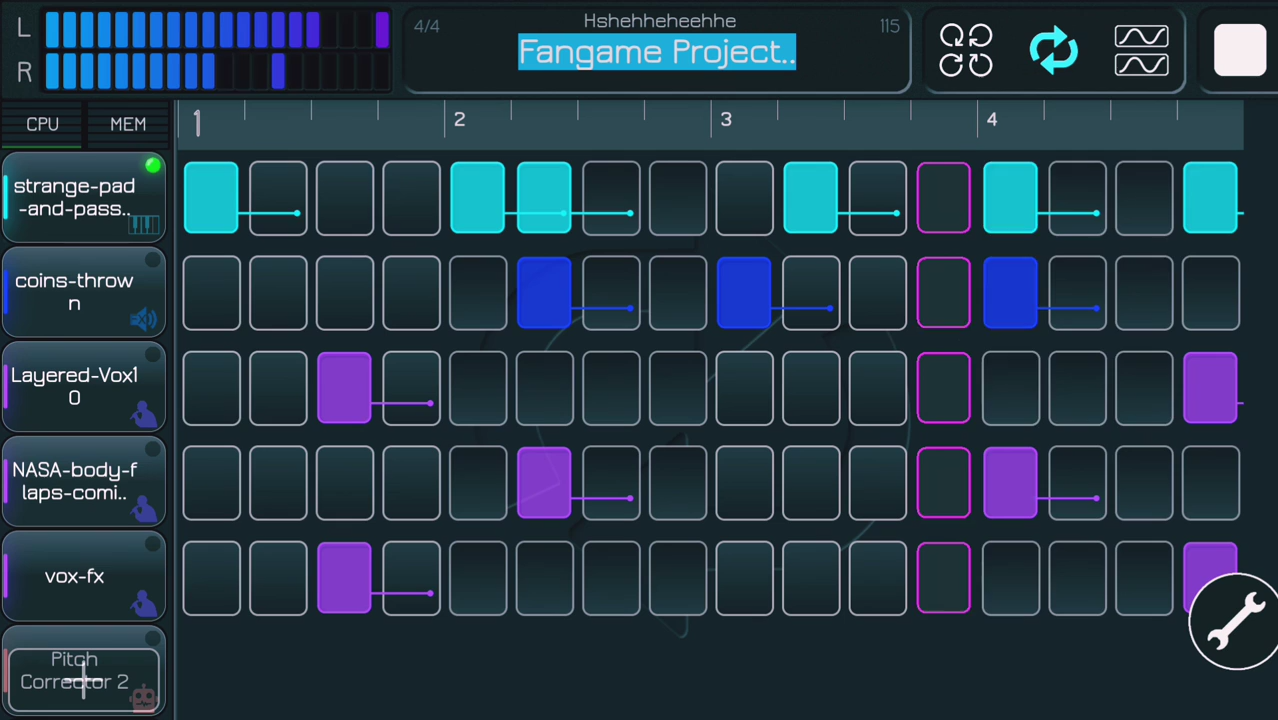 L
R
4/4
Hshehheheehhe
115
Fangame Project..
CPU
MEM
1
2
3
4
strange-pad
-and-pass..
coins-throw
n
Layered-Vox1
0
NASA-body-f
laps-comi..
vox-fx
Pitch
Corrector 2